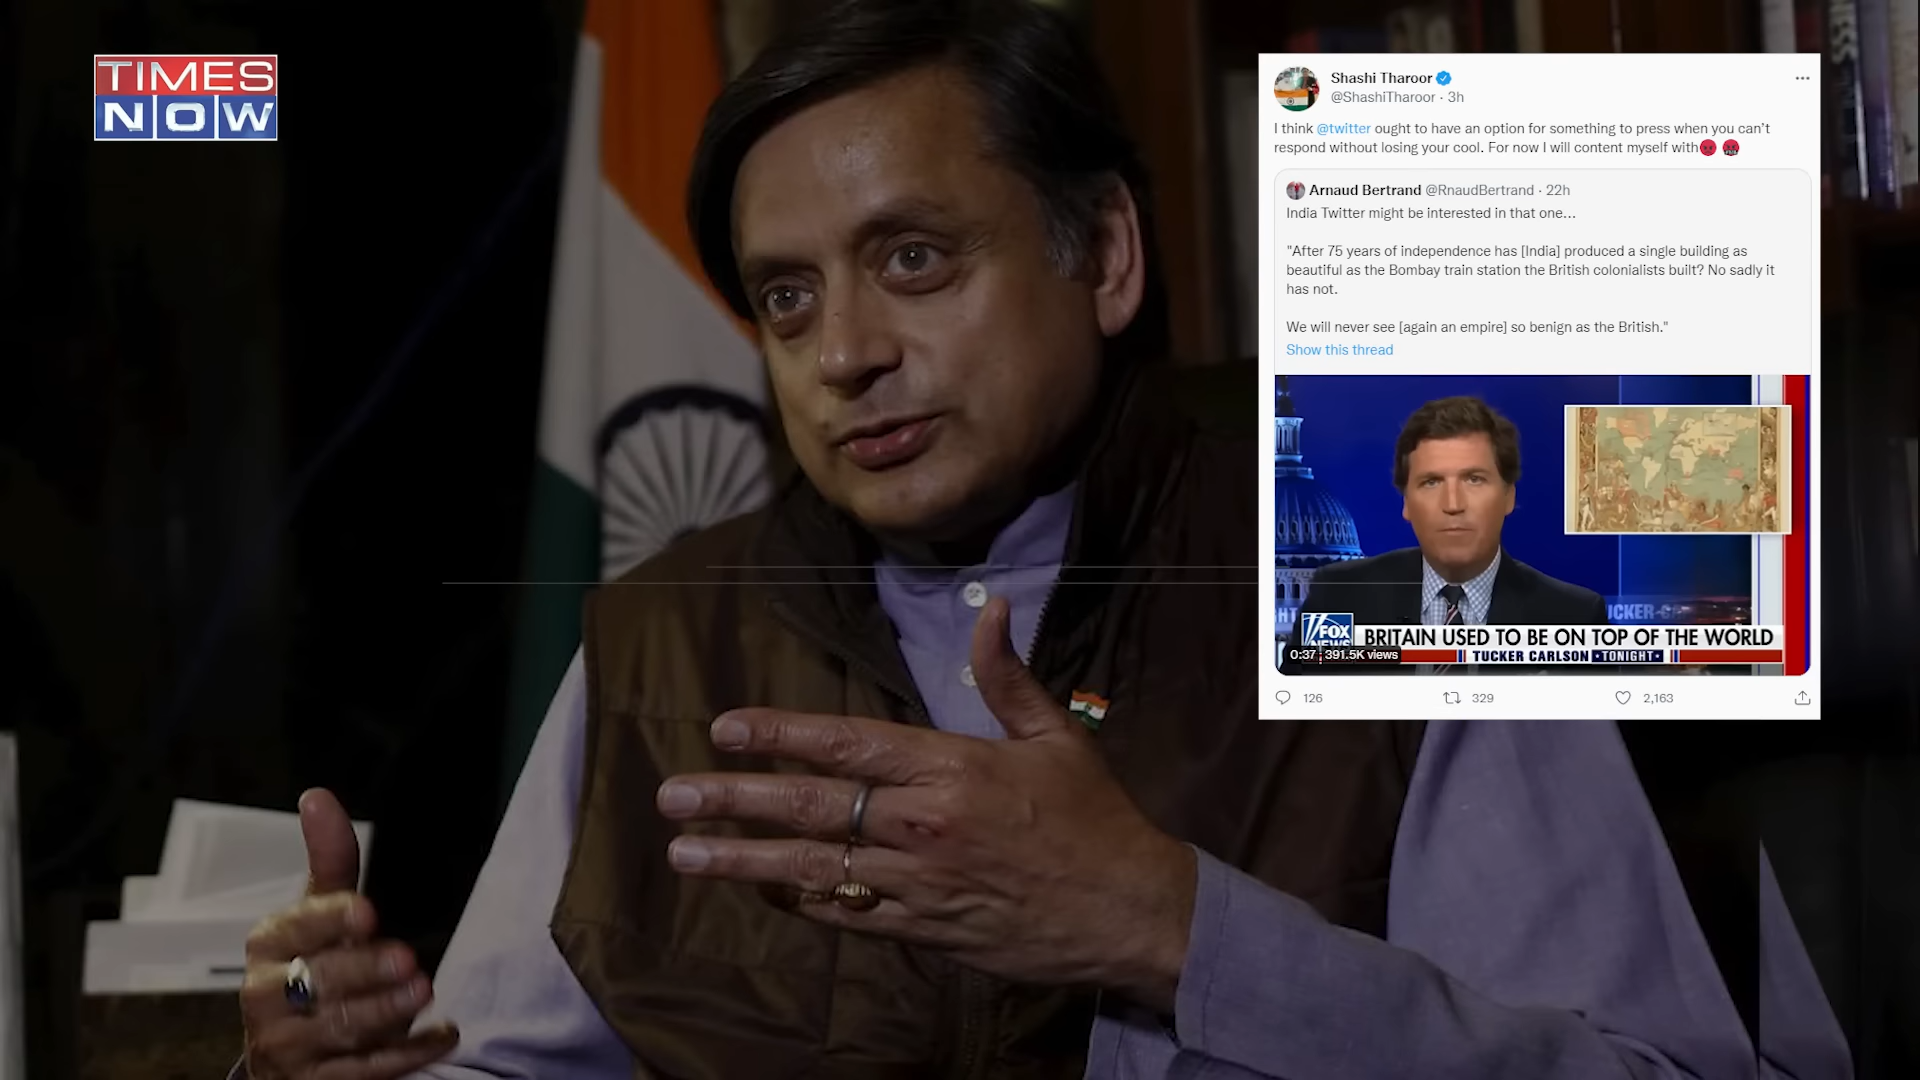 TIMES
NOW
Shashi Tharoor
@ShashiTharoor · 3h
I think @twitter ought to have an option for something to press when you can't
respond without losing your cool. For now I will content myself with😡 🤬
Arnaud Bertrand @RnaudBertrand · 22h
India Twitter might be interested in that one...
"After 75 years of independence has [India] produced a single building as
beautiful as the Bombay train station the British colonialists built? No sadly it
has not.
We will never see [again an empire] so benign as the British."
Show this thread
FOX
NEWS
BRITAIN USED TO BE ON TOP OF THE WORLD
0:37 391.5K views
TUCKER CARLSON TONIGHT
126
329
2,163